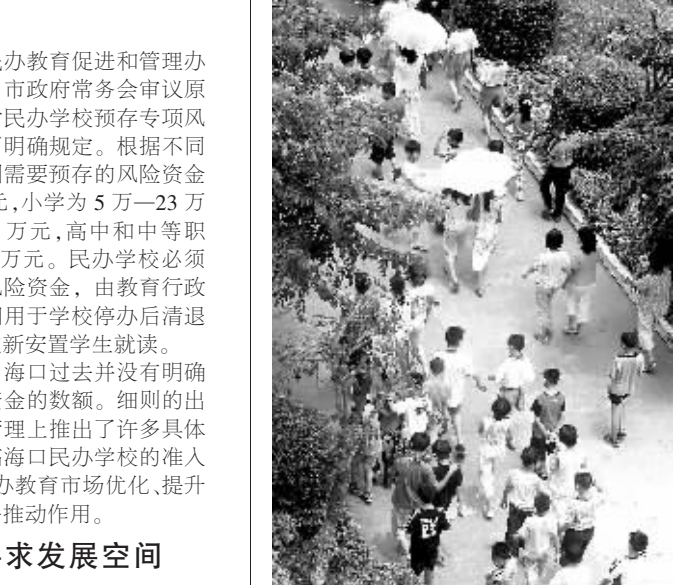 办教育促进和管理办
市政府常务会审议原
民办学校预存专项风
明确规定。根据不同
需要预存的风险资金
元,小学为 5 万—23 万
万元,高中和中等职
万元。民办学校必须
险资金，由教育行政
用于学校停办后清退
新安置学生就读。
海口过去并没有明确
金的数额。细则的出
管理上推出了许多具体
海口民办学校的准入
办教育市场优化、提升
推动作用。
求发展空间